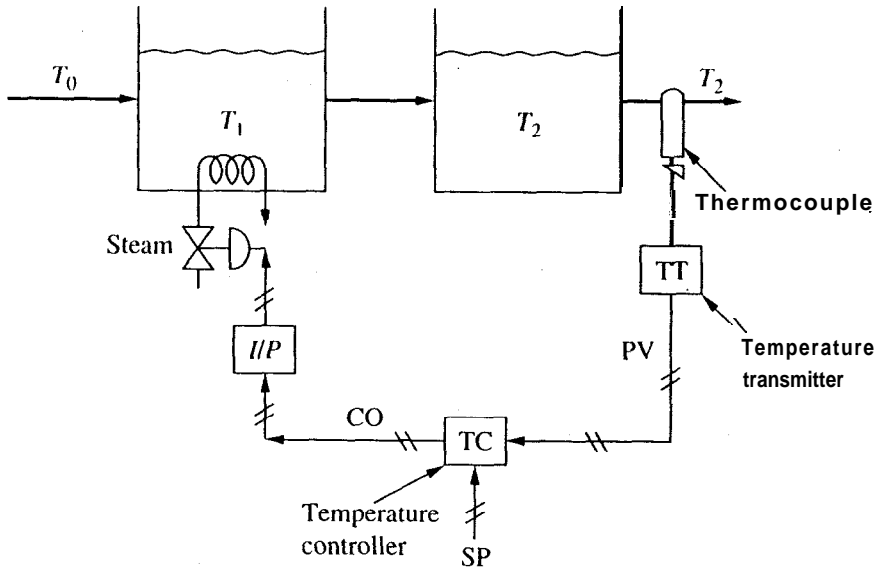 T0
T1
T2
T2
Thermocouple
Steam
TT
I/P
PV
Temperature
transmitter
CO
TC
Temperature
controller
SP